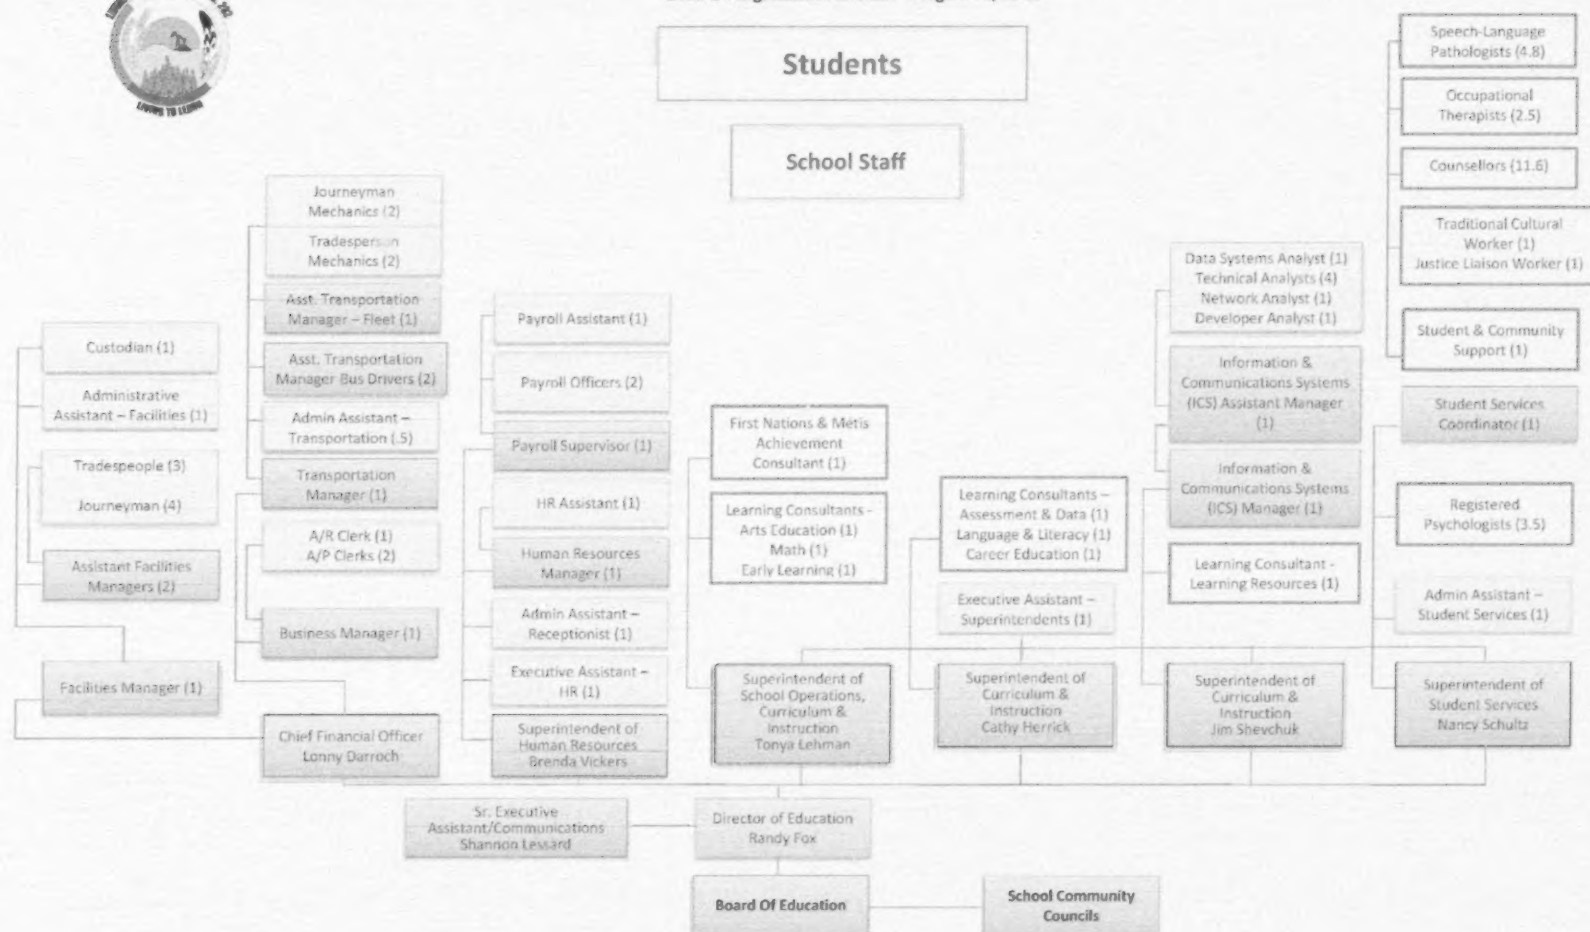 LIVING TO LEARN
Students
School Staff
Speech-Language
Pathologists (4.8)
Occupational
Therapists (2.5)
Counsellors (11.6)
Traditional Cultural
Worker (1)
Justice Liaison Worker (1)
Student & Community
Support (1)
Student Services
Coordinator (1)
Registered
Psychologists (3.5)
Admin Assistant –
Student Services (1)
Superintendent of
Student Services
Nancy Schultz
Journeyman
Mechanics (2)
Tradesperson
Mechanics (2)
Asst. Transportation
Manager – Fleet (1)
Asst. Transportation
Manager Bus Drivers (2)
Admin Assistant –
Transportation (.5)
Transportation
Manager (1)
A/R Clerk (1)
A/P Clerks (2)
Business Manager (1)
Chief Financial Officer
Lonny Darroch
Custodian (1)
Administrative
Assistant – Facilities (1)
Tradespeople (3)
Journeyman (4)
Assistant Facilities
Managers (2)
Facilities Manager (1)
Payroll Assistant (1)
Payroll Officers (2)
Payroll Supervisor (1)
HR Assistant (1)
Human Resources
Manager (1)
Admin Assistant –
Receptionist (1)
Executive Assistant –
HR (1)
Superintendent of
Human Resources
Brenda Vickers
First Nations & Métis
Achievement
Consultant (1)
Learning Consultants -
Arts Education (1)
Math (1)
Early Learning (1)
Superintendent of
School Operations,
Curriculum &
Instruction
Tonya Lehman
Learning Consultants –
Assessment & Data (1)
Language & Literacy (1)
Career Education (1)
Executive Assistant –
Superintendents (1)
Superintendent of
Curriculum &
Instruction
Cathy Herrick
Data Systems Analyst (1)
Technical Analysts (4)
Network Analyst (1)
Developer Analyst (1)
Information &
Communications Systems
(ICS) Assistant Manager
(1)
Information &
Communications Systems
(ICS) Manager (1)
Learning Consultant -
Learning Resources (1)
Superintendent of
Curriculum &
Instruction
Jim Shevchuk
Sr. Executive
Assistant/Communications
Shannon Lessard
Director of Education
Randy Fox
Board Of Education
School Community
Councils